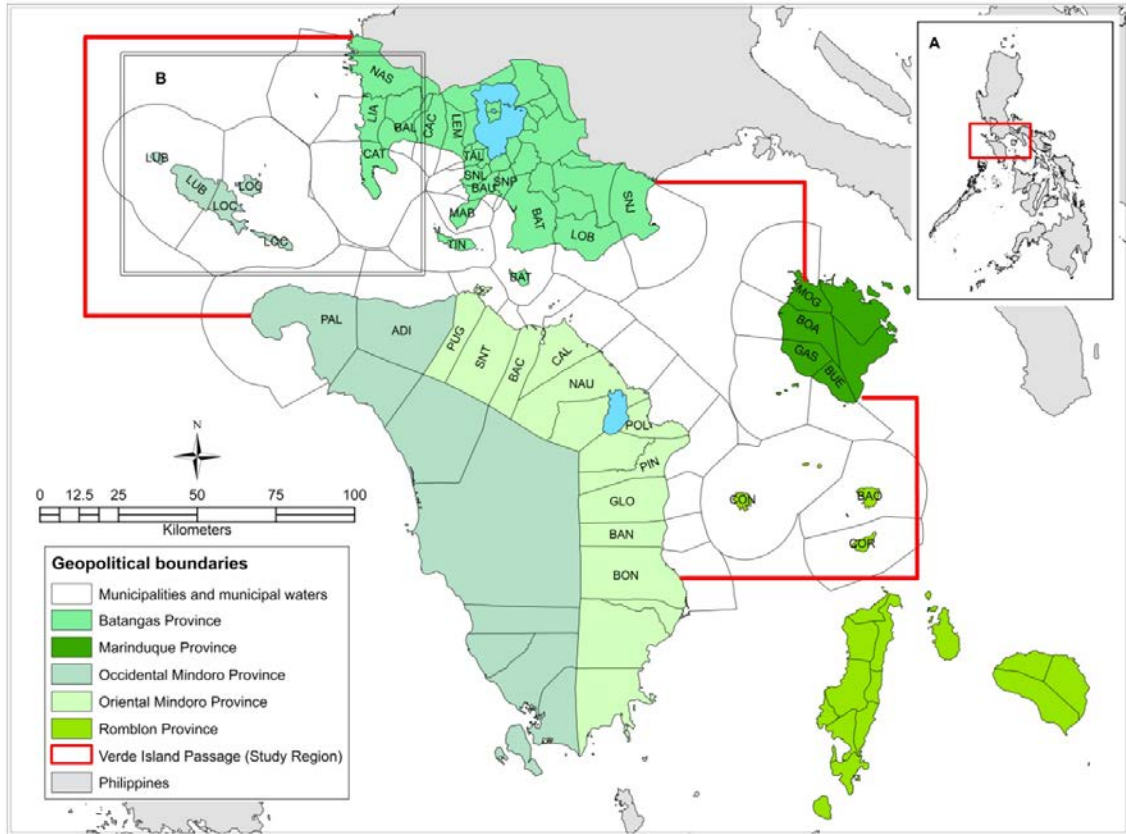 A
B
NAS
LIA
BAL
CAC
LEM
CAT
TAL
SNL
BAU
SNP
MAB
TIN
BAT
LOB
SNJ
BAT
LUB
LUB
LOC
LOC
LOC
PAL
ADI
PUG
SNT
BAC
CAL
NAU
POL
PIN
GLO
BAN
BON
MOG
BOA
GAS
BUE
CON
BAO
COR
N
0 12.5 25 50 75 100
Kilometers
Geopolitical boundaries
Municipalities and municipal waters
Batangas Province
Marinduque Province
Occidental Mindoro Province
Oriental Mindoro Province
Romblon Province
Verde Island Passage (Study Region)
Philippines